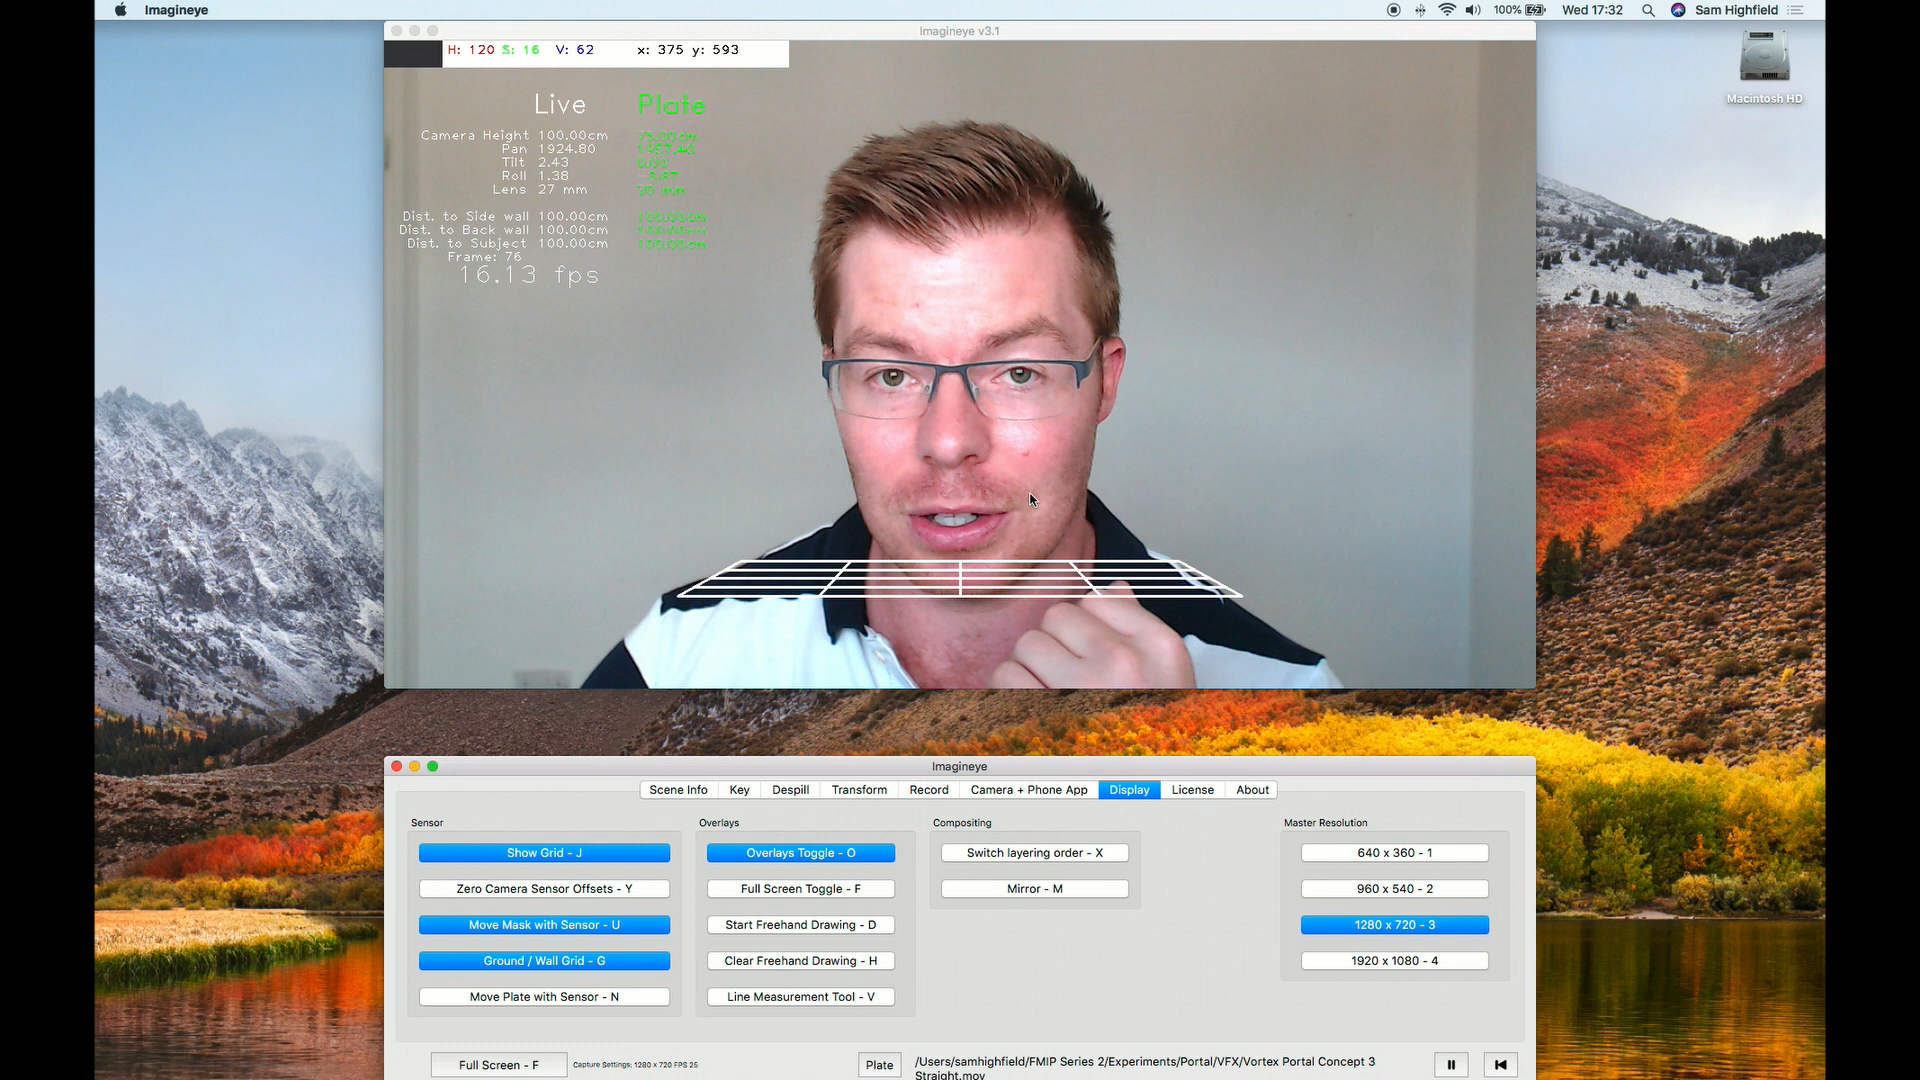 Imagineye
100%
Wed 17:32
Sam Highfield
Imagineye v3.1
H: 120 S: 16 V: 62 x: 375 y: 593
Macintosh HD
Live Plate
Camera Height 100.00cm
Pan 1924.80
Tilt 2.43
Roll 1.38
Lens 27 mm
Dist. to Side wall 100.00cm
Dist. to Back wall 100.00cm
Dist. to Subject 100.00cm
Frame: 76
16.13 fps
Imagineye
Scene Info Key Despill Transform Record Camera + Phone App Display License About
Sensor
Show Grid - J
Zero Camera Sensor Offsets - Y
Move Mask with Sensor - U
Ground / Wall Grid - G
Move Plate with Sensor - N
Overlays
Overlays Toggle - O
Full Screen Toggle - F
Start Freehand Drawing - D
Clear Freehand Drawing - H
Line Measurement Tool - V
Compositing
Switch layering order - X
Mirror - M
Master Resolution
640 x 360 - 1
960 x 540 - 2
1280 x 720 - 3
1920 x 1080 - 4
Full Screen - F
Capture Settings: 1280 x 720 FPS 25
Plate
/Users/samhighfield/FMIP Series 2/Experiments/Portal/VFX/Vortex Portal Concept 3
Straight.mov